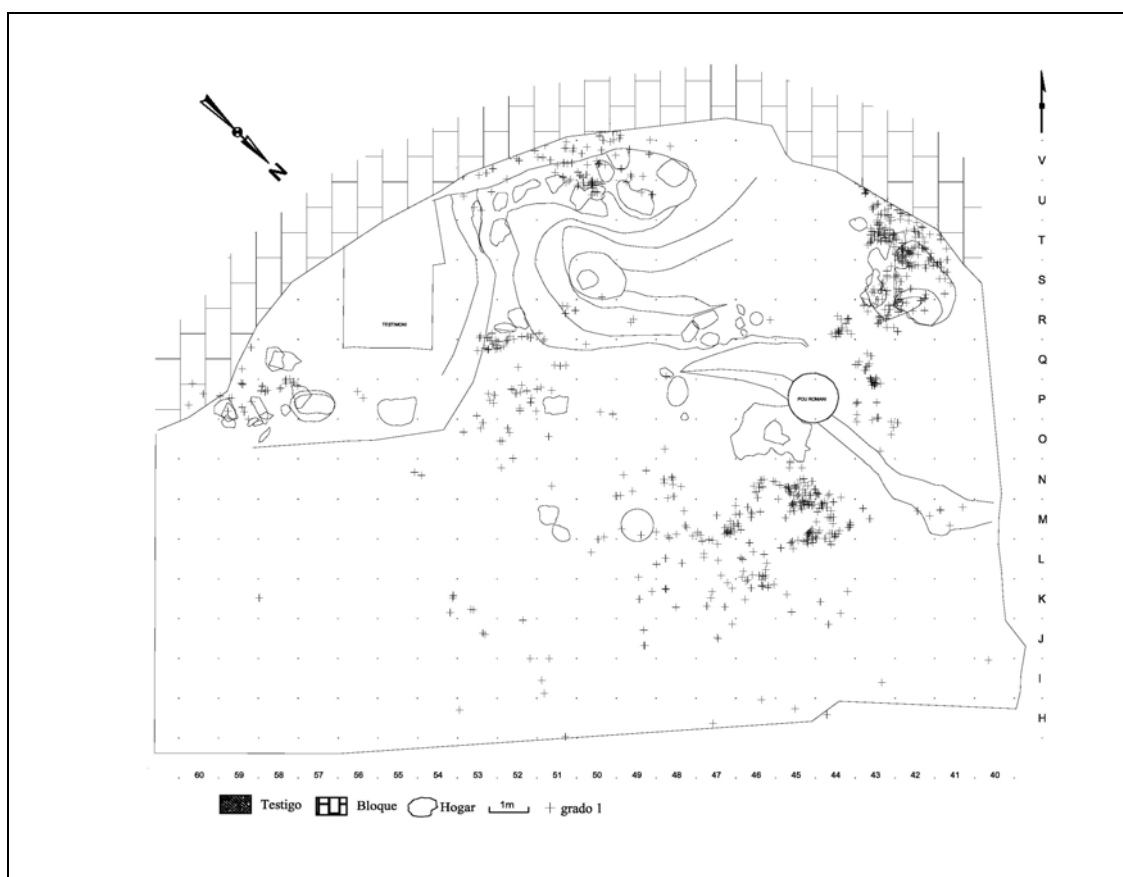 N
V
U
T
S
R
Q
P
O
N
M
L
K
J
I
H
TESTIMONI
POU ROMANI
60 59 58 57 56 55 54 53 52 51 50 49 48 47 46 45 44 43 42 41 40
Testigo Bloque Hogar 1m + grado 1